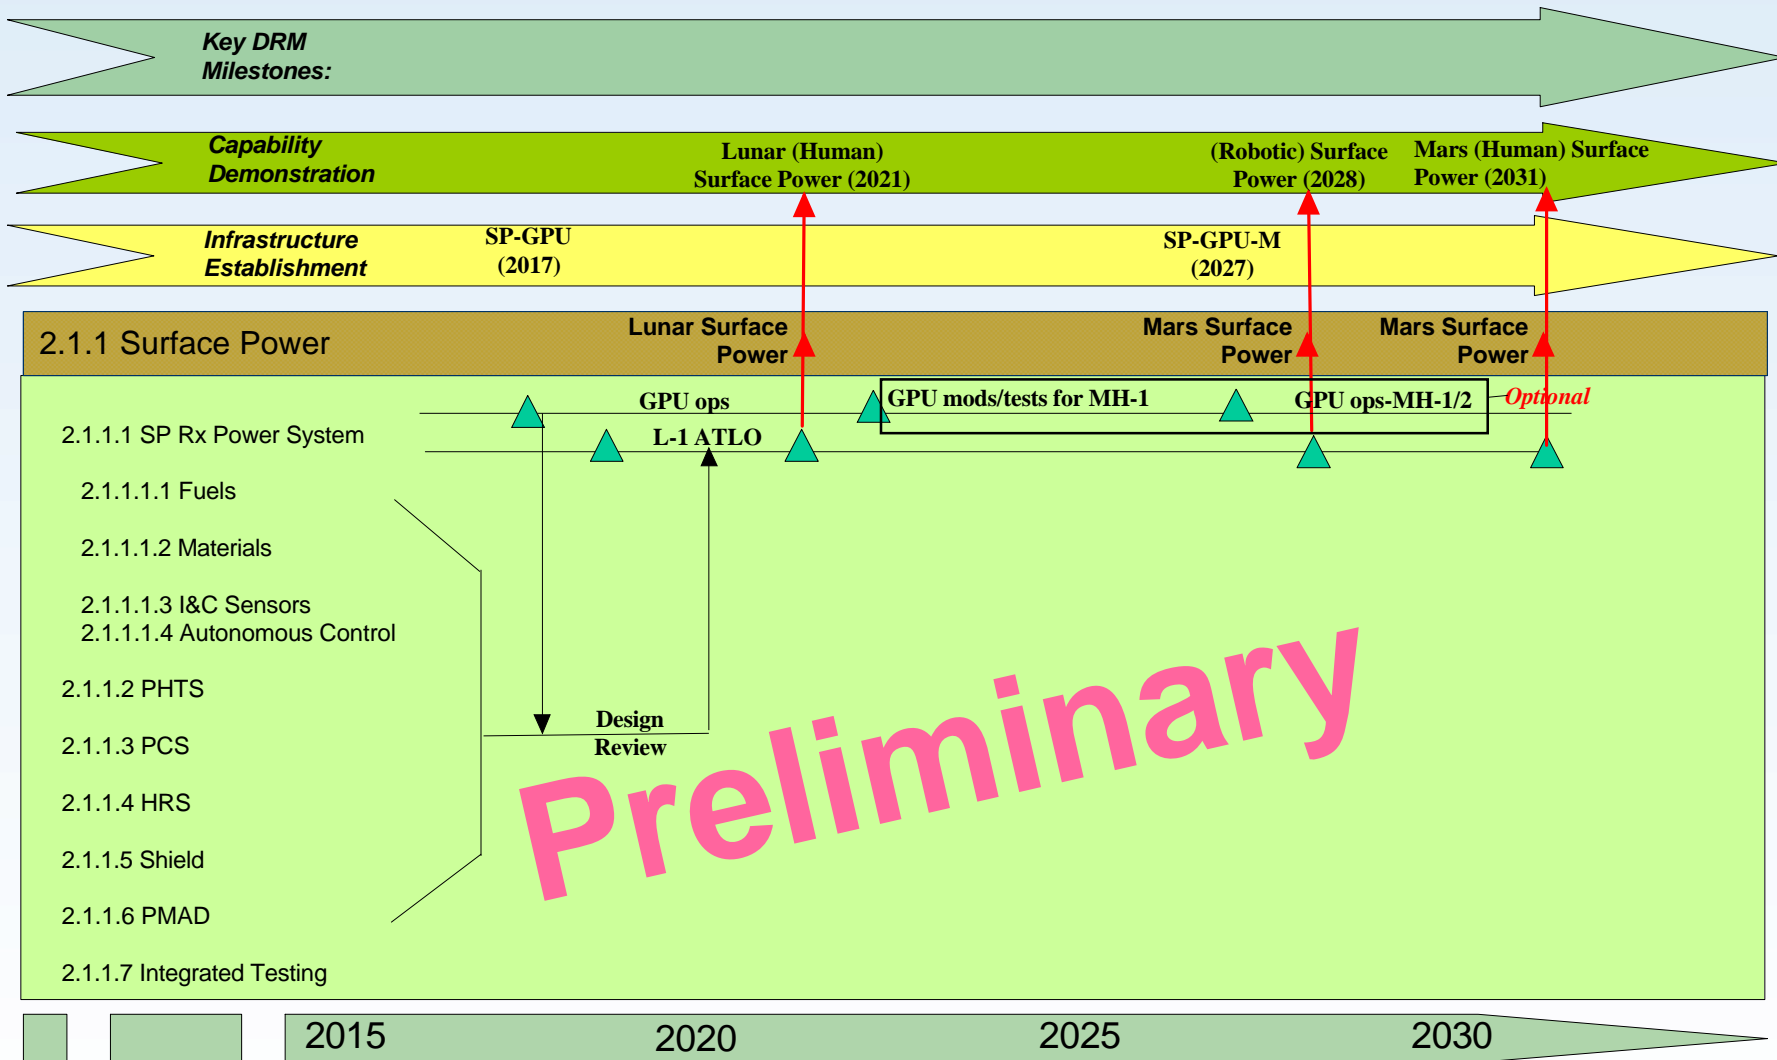 Key DRM
Milestones:
Capability
Demonstration
Lunar (Human)
Surface Power (2021)
(Robotic) Surface
Power (2028)
Mars (Human) Surface
Power (2031)
Infrastructure
Establishment
SP-GPU
(2017)
SP-GPU-M
(2027)
2.1.1 Surface Power
Lunar Surface
Power
Mars Surface
Power
Mars Surface
Power
GPU ops
GPU mods/tests for MH-1
GPU ops-MH-1/2
Optional
2.1.1.1 SP Rx Power System
L-1 ATLO
2.1.1.1.1 Fuels
2.1.1.1.2 Materials
2.1.1.1.3 I&C Sensors
2.1.1.1.4 Autonomous Control
2.1.1.2 PHTS
Design
Review
2.1.1.3 PCS
2.1.1.4 HRS
2.1.1.5 Shield
2.1.1.6 PMAD
2.1.1.7 Integrated Testing
Preliminary
2015
2020
2025
2030